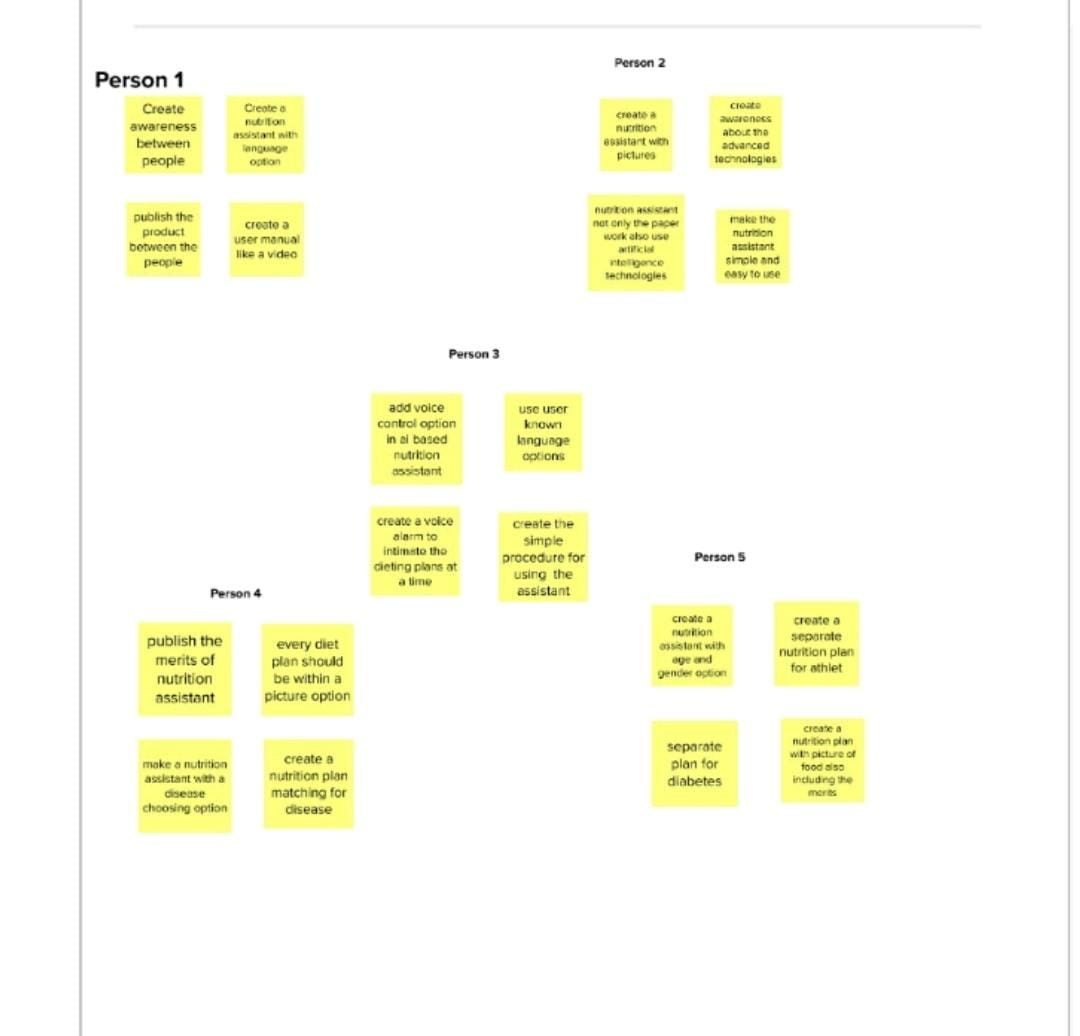 Person 1
Create
awareness
between
people
Create a
nutrition
assistant with
language
option
publish the
product
between the
people
create a
user manual
like a video
Person 2
create a
nutrition
assistant with
pictures
create
awareness
about the
advanced
technologies
nutrition assistant
not only the paper
work also use
artificial
intelligence
technologies
make the
nutrition
assistant
simple and
easy to use
Person 3
add voice
control option
in ai based
nutrition
assistant
use user
known
language
options
create a voice
alarm to
intimate the
dieting plans at
a time
create the
simple
procedure for
using the
assistant
Person 4
publish the
merits of
nutrition
assistant
every diet
plan should
be within a
picture option
make a nutrition
assistant with a
disease
choosing option
create a
nutrition plan
matching for
disease
Person 5
create a
nutrition
assistant with
age and
gender option
create a
separate
nutrition plan
for athlet
separate
plan for
diabetes
create a
nutrition plan
with picture of
food also
including the
merits